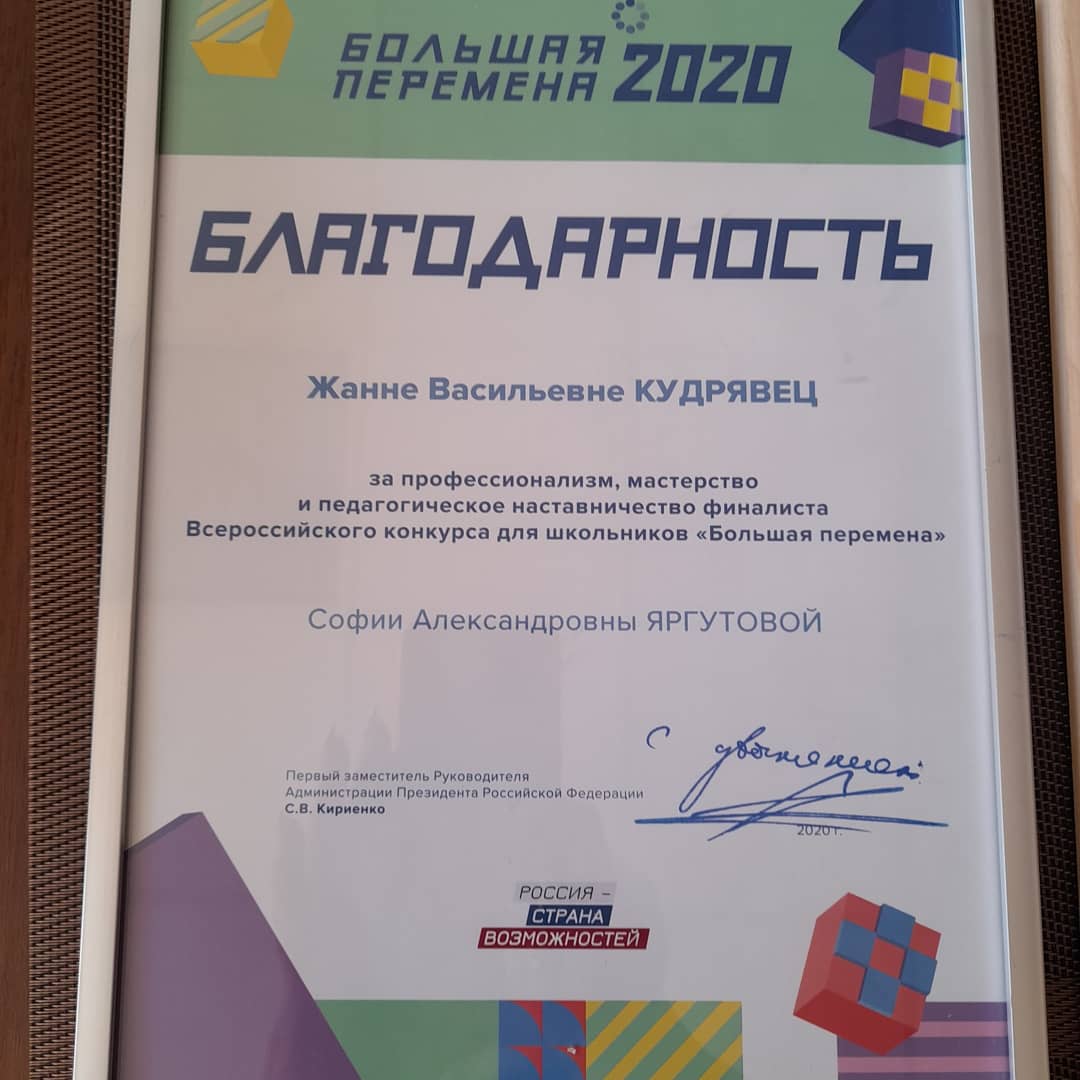 БОЛЬШАЯ
ПЕРЕМЕНА 2020
БЛАГОДАРНОСТЬ
Жанне Васильевне КУДРЯВЕЦ
за профессионализм, мастерство
и педагогическое наставничество финалиста
Всероссийского конкурса для школьников «Большая перемена»
Софии Александровны ЯРГУТОВОЙ
С уважением
Первый заместитель Руководителя
Администрации Президента Российской Федерации
С.В. Кириенко
2020 г.
РОССИЯ –
СТРАНА
ВОЗМОЖНОСТЕЙ